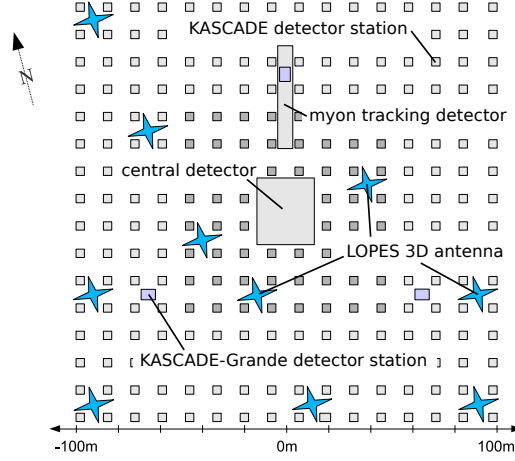 KASCADE detector station
N
myon tracking detector
central detector
LOPES 3D antenna
KASCADE-Grande detector station
-100m
0m
100m